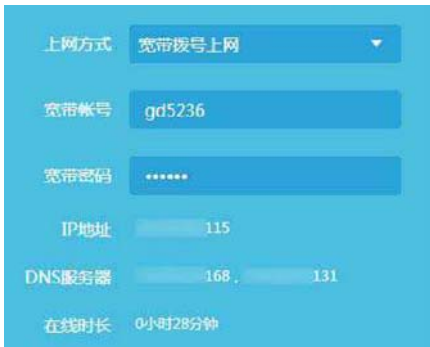 上网方式 宽带拨号上网
宽带帐号 gd5236
宽带密码 ••••••
IP地址 115
DNS服务器 168 , 131
在线时长 0小时28分钟